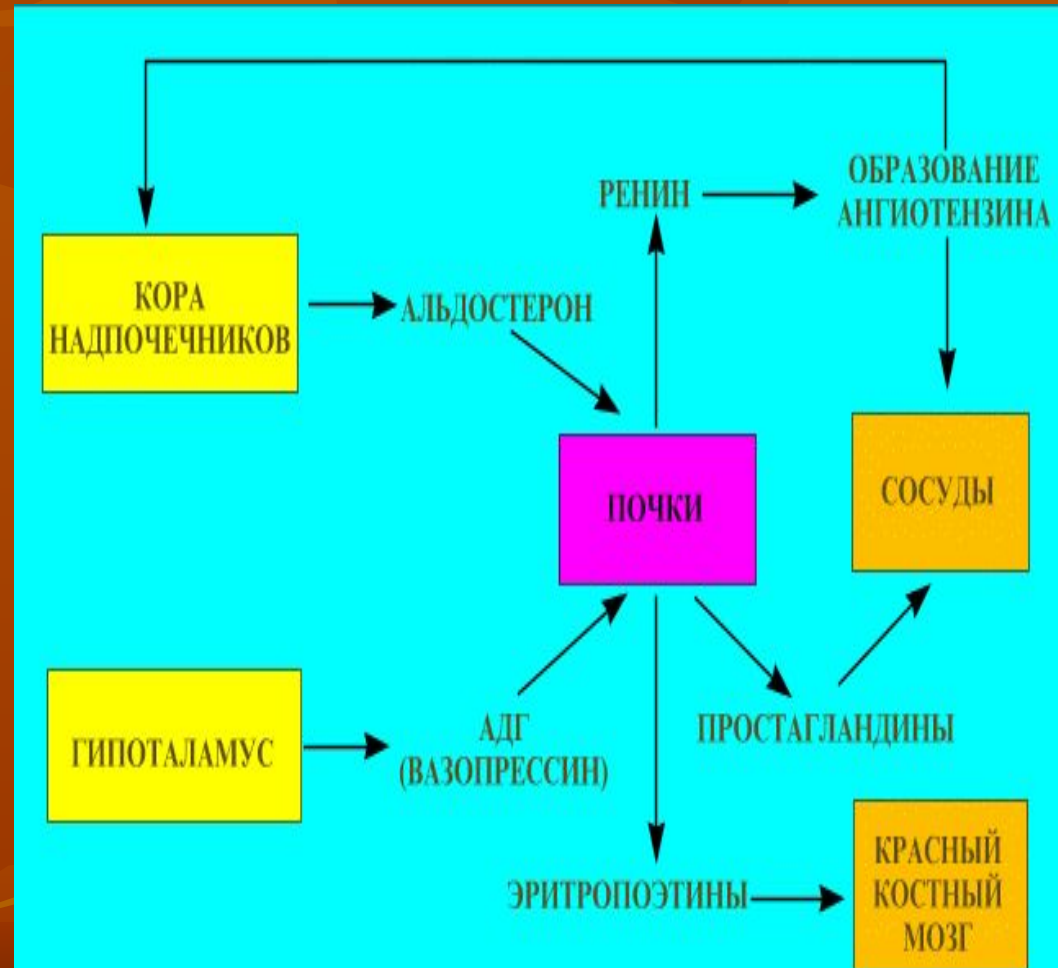 РЕНИН
ОБРАЗОВАНИЕ
АНГИОТЕНЗИНА
КОРА
НАДПОЧЕЧНИКОВ
АЛЬДОСТЕРОН
ПОЧКИ
СОСУДЫ
ГИПОТАЛАМУС
АДГ
(ВАЗОПРЕССИН)
ПРОСТАГЛАНДИНЫ
ЭРИТРОПОЭТИНЫ
КРАСНЫЙ
КОСТНЫЙ
МОЗГ